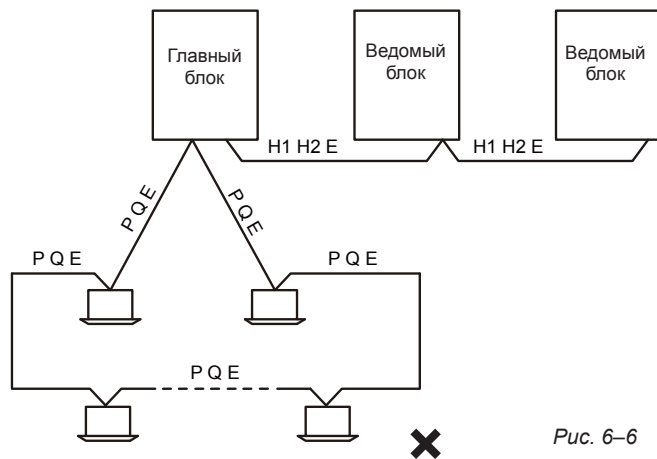 Главный
блок
Ведомый
блок
Ведомый
блок
H1 H2 E
H1 H2 E
P Q E
P Q E
P Q E
P Q E
P Q E
Рис. 6–6